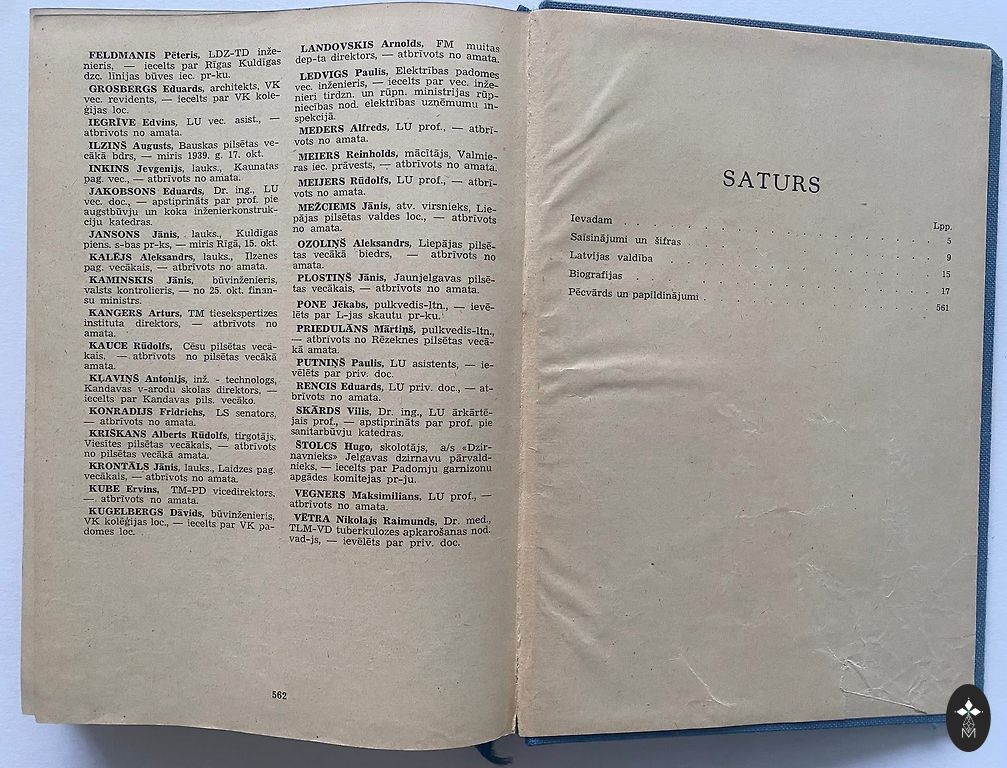 FELDMANIS Pēteris, LDZ-TD inže-
nieris, — iecelts par Rīgas Kuldīgas
dzc. līnijas būves iec. pr-ku.
GROSBERGS Eduards, architekts, VK
vec. revidents, — iecelts par VK kole-
ģijas loc.
IEGRĪVE Edvins, LU vec. asist., —
atbrīvots no amata.
ILZIŅŠ Augusts, Bauskas pilsētas ve-
cākā bdrs, — miris 1939. g. 17. okt.
INKINS Jevgenijs, lauks., Kaunatas
pag. vec., — atbrīvots no amata.
JAKOBSONS Eduards, Dr. ing., LU
vec. doc., — apstiprināts par prof. pie
augstbūvju un koka inženierkonstruk-
ciju katedras.
JANSONS Jānis, lauks., Kuldīgas
piens. s-bas pr-ks, — miris Rīgā, 15. okt.
KALĒJS Aleksandrs, lauks., Ilzenes
pag. vecākais, — atbrīvots no amata.
KAMINSKIS Jānis, būvinženieris,
valsts kontrolieris, — no 25. okt. finan-
su ministrs.
KANGERS Arturs, TM tiesekspertizes
instituta direktors, — atbrīvots no
amata.
KAUCE Rūdolfs, Cēsu pilsētas vecā-
kais, — atbrīvots no pilsētas vecākā
amata.
KĻAVIŅŠ Antonijs, inž. - technologs,
Kandavas v-arodu skolas direktors, —
iecelts par Kandavas pils. vecāko.
KONRADIJS Fridrichs, LS senators,
— atbrīvots no amata.
KRIŠKANS Alberts Rūdolfs, tirgotājs,
Viesītes pilsētas vecākais, — atbrīvots
no pilsētas vecākā amata.
KRONTĀLS Jānis, lauks., Laidzes pag.
vecākais, — atbrīvots no amata.
KUBE Ervins, TM-PD vicedirektors,
— atbrīvots no amata.
KUGELBERGS Dāvids, būvinženieris,
VK kolēģijas loc., — iecelts par VK pa-
domes loc.
LANDOVSKIS Arnolds, FM muitas
dep-ta direktors, — atbrīvots no amata.
LEDVIGS Paulis, Elektrības padomes
vec. inženieris, — iecelts par vec. inže-
nieri tirdzn. un rūpn. ministrijas rūp-
niecības nod. elektrības uzņēmumu in-
spekcijā.
MEDERS Alfreds, LU prof., — atbrī-
vots no amata.
MEIERS Reinholds, mācītājs, Valmie-
ras iec. prāvests, — atbrīvots no amata.
MEIJERS Rūdolfs, LU prof., — atbrī-
vots no amata.
MEŽCIEMS Jānis, atv. virsnieks, Lie-
pājas pilsētas valdes loc., — atbrīvots
no amata.
OZOLIŅŠ Aleksandrs, Liepājas pilsē-
tas vecākā biedrs, — atbrīvots no
amata.
PLOSTIŅŠ Jānis, Jaunjelgavas pilsē-
tas vecākais, — atbrīvots no amata.
PONE Jēkabs, pulkvedis-ltn., — ievē-
lēts par L-jas skautu pr-ku.
PRIEDULĀNS Mārtiņš, pulkvedis-ltn.,
— atbrīvots no Rēzeknes pilsētas vecā-
kā amata.
PUTNIŅŠ Paulis, LU asistents, — ie-
vēlēts par priv. doc.
RENCIS Eduards, LU priv. doc., — at-
brīvots no amata.
SKĀRDS Vilis, Dr. ing., LU ārkārtē-
jais prof., — apstiprināts par prof. pie
sanitarbūvju katedras.
ŠTOLCS Hugo, skolotājs, a/s «Dzir-
navnieks» Jelgavas dzirnavu pārvald-
nieks, — iecelts par Padomju garnizonu
apgādes komitejas pr-ju.
VEGNERS Maksimilians, LU prof., —
atbrīvots no amata.
VĒTRA Nikolajs Raimunds, Dr. med.,
TLM-VD tuberkulozes apkarošanas nod.
vad-js, — ievēlēts par priv. doc.
562
SATURS
Lpp.
Ievadam . . . . . . . . . . 5
Saīsinājumi un šifras . . . . . . . . . . 9
Latvijas valdība . . . . . . . . . . 15
Biografijas . . . . . . . . . . 17
Pēcvārds un papildinājumi . . . . . . . . . . 561